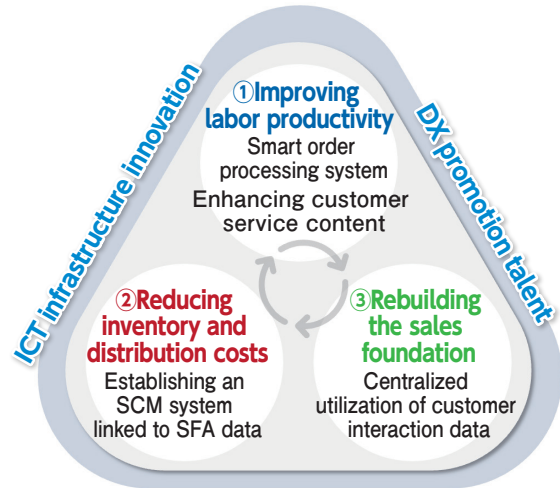 ICT infrastructure innovation
DX promotion talent
①Improving
labor productivity
Smart order
processing system
Enhancing customer
service content
②Reducing
inventory and
distribution costs
Establishing an
SCM system
linked to SFA data
③Rebuilding
the sales
foundation
Centralized
utilization of customer
interaction data